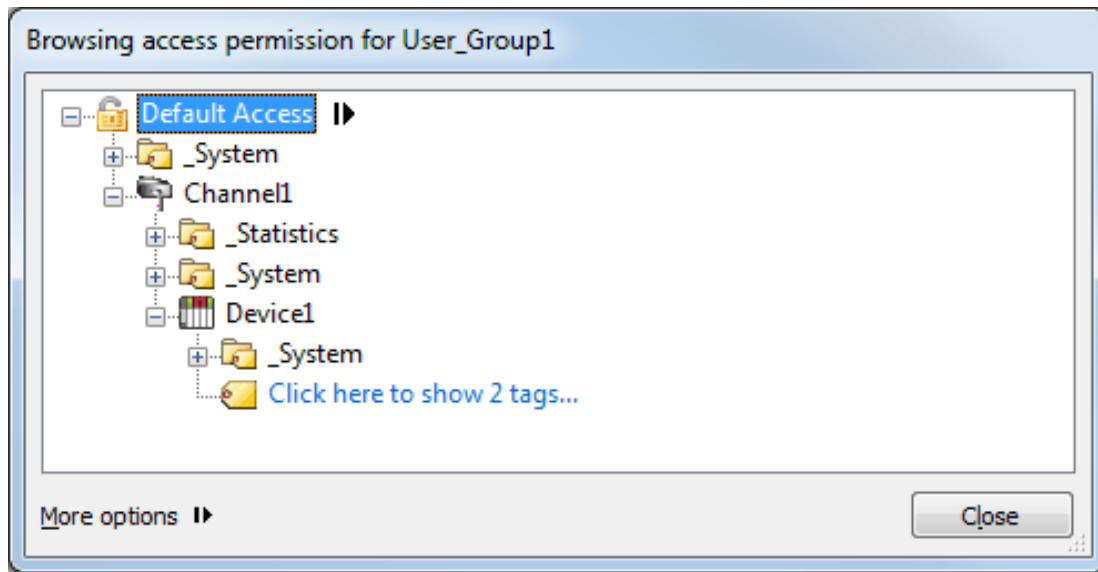 Browsing access permission for User_Group1
Default Access
_System
Channel1
_Statistics
_System
Device1
_System
Click here to show 2 tags...
More options
Close